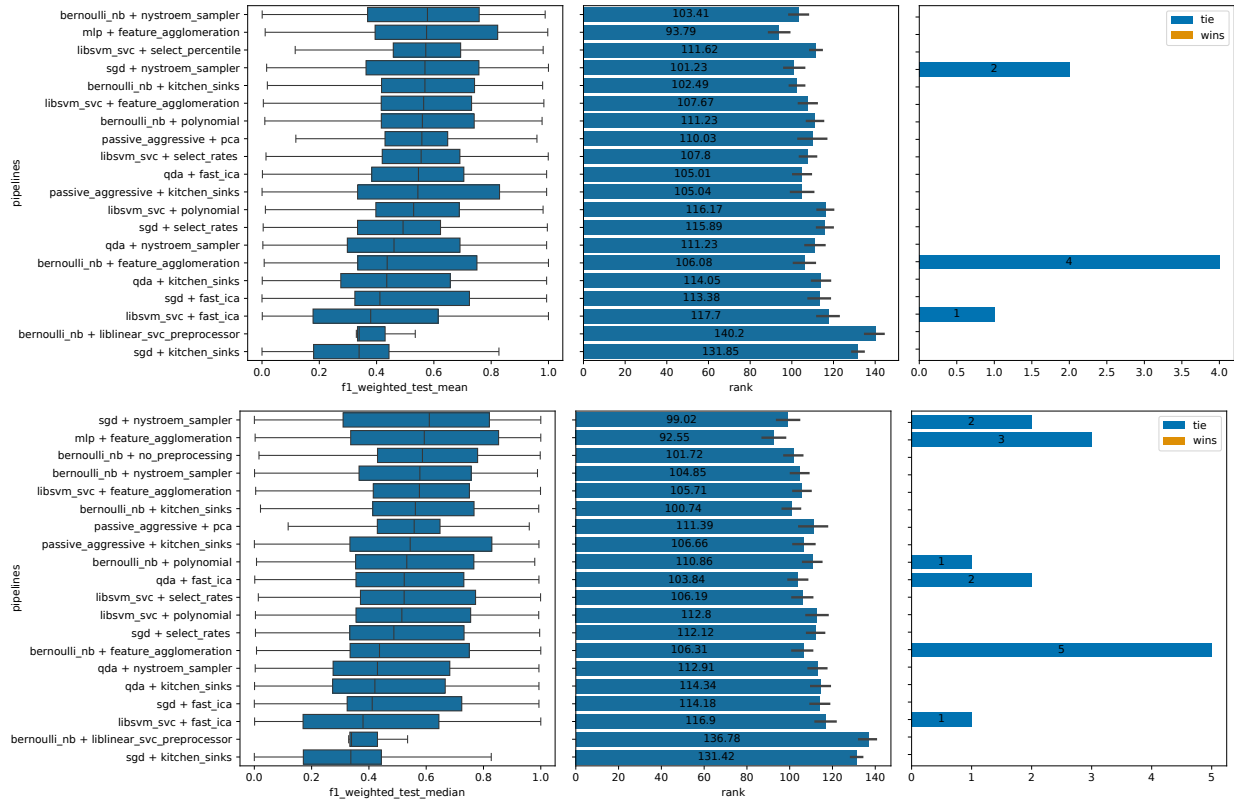 pipelines
bernoulli_nb + nystroem_sampler
mlp + feature_agglomeration
libsvm_svc + select_percentile
sgd + nystroem_sampler
bernoulli_nb + kitchen_sinks
libsvm_svc + feature_agglomeration
bernoulli_nb + polynomial
passive_aggressive + pca
libsvm_svc + select_rates
qda + fast_ica
passive_aggressive + kitchen_sinks
libsvm_svc + polynomial
sgd + select_rates
qda + nystroem_sampler
bernoulli_nb + feature_agglomeration
qda + kitchen_sinks
sgd + fast_ica
libsvm_svc + fast_ica
bernoulli_nb + liblinear_svc_preprocessor
sgd + kitchen_sinks
0.0 0.2 0.4 0.6 0.8 1.0
f1_weighted_test_mean
103.41
93.79
111.62
101.23
102.49
107.67
111.23
110.03
107.8
105.01
105.04
116.17
115.89
111.23
106.08
114.05
113.38
117.7
140.2
131.85
0 20 40 60 80 100 120 140
rank
tie
wins
2
4
1
0.0 0.5 1.0 1.5 2.0 2.5 3.0 3.5 4.0
pipelines
sgd + nystroem_sampler
mlp + feature_agglomeration
bernoulli_nb + no_preprocessing
bernoulli_nb + nystroem_sampler
libsvm_svc + feature_agglomeration
bernoulli_nb + kitchen_sinks
passive_aggressive + pca
passive_aggressive + kitchen_sinks
bernoulli_nb + polynomial
qda + fast_ica
libsvm_svc + select_rates
libsvm_svc + polynomial
sgd + select_rates
bernoulli_nb + feature_agglomeration
qda + nystroem_sampler
qda + kitchen_sinks
sgd + fast_ica
libsvm_svc + fast_ica
bernoulli_nb + liblinear_svc_preprocessor
sgd + kitchen_sinks
0.0 0.2 0.4 0.6 0.8 1.0
f1_weighted_test_median
99.02
92.55
101.72
104.85
105.71
100.74
111.39
106.66
110.86
103.84
106.19
112.8
112.12
106.31
112.91
114.34
114.18
116.9
136.78
131.42
0 20 40 60 80 100 120 140
rank
tie
wins
2
3
1
2
5
1
0 1 2 3 4 5